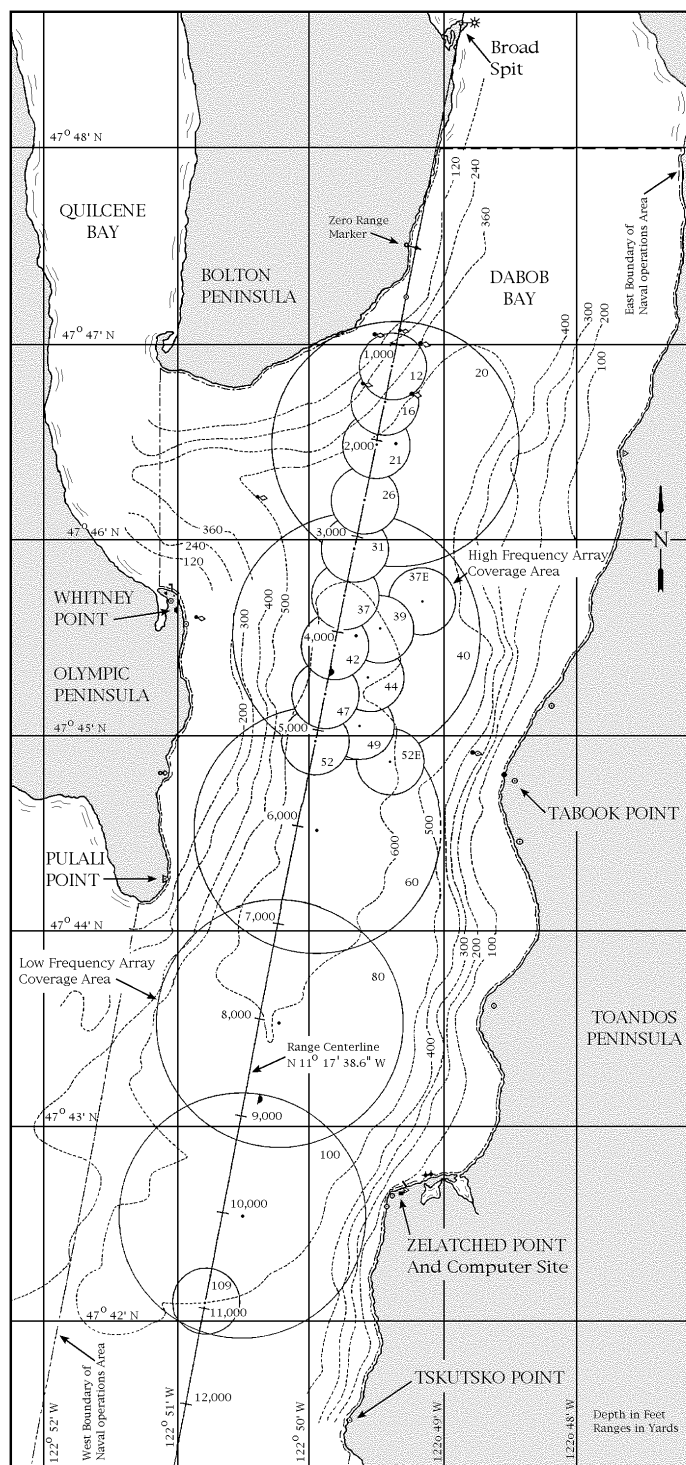 Broad
Spit
47° 48' N
120
240
360
QUILCENE
BAY
Zero Range
Marker
East Boundary of
Naval operations Area
BOLTON
PENINSULA
DABOB
BAY
47° 47' N
400
300
200
100
1,000
12
20
16
2,000
21
26
47° 46' N
3,000
31
360
240
120
High Frequency Array
Coverage Area
37E
WHITNEY
POINT
300
400
500
37
39
4,000
42
40
OLYMPIC
PENINSULA
44
200
47
47° 45' N
5,000
49
52
52E
TABOOK POINT
6,000
500
600
PULALI
POINT
60
7,000
47° 44' N
300
200
100
Low Frequency Array
Coverage Area
80
8,000
TOANDOS
PENINSULA
400
Range Centerline
N 11° 17' 38.6" W
9,000
47° 43' N
100
10,000
ZELATCHED POINT
And Computer Site
109
47° 42' N
11,000
West Boundary of
Naval operations Area
TSKUTSKO POINT
12,000
Depth in Feet
Ranges in Yards
122° 52' W
122° 51' W
122° 50' W
122o 49' W
122o 48' W